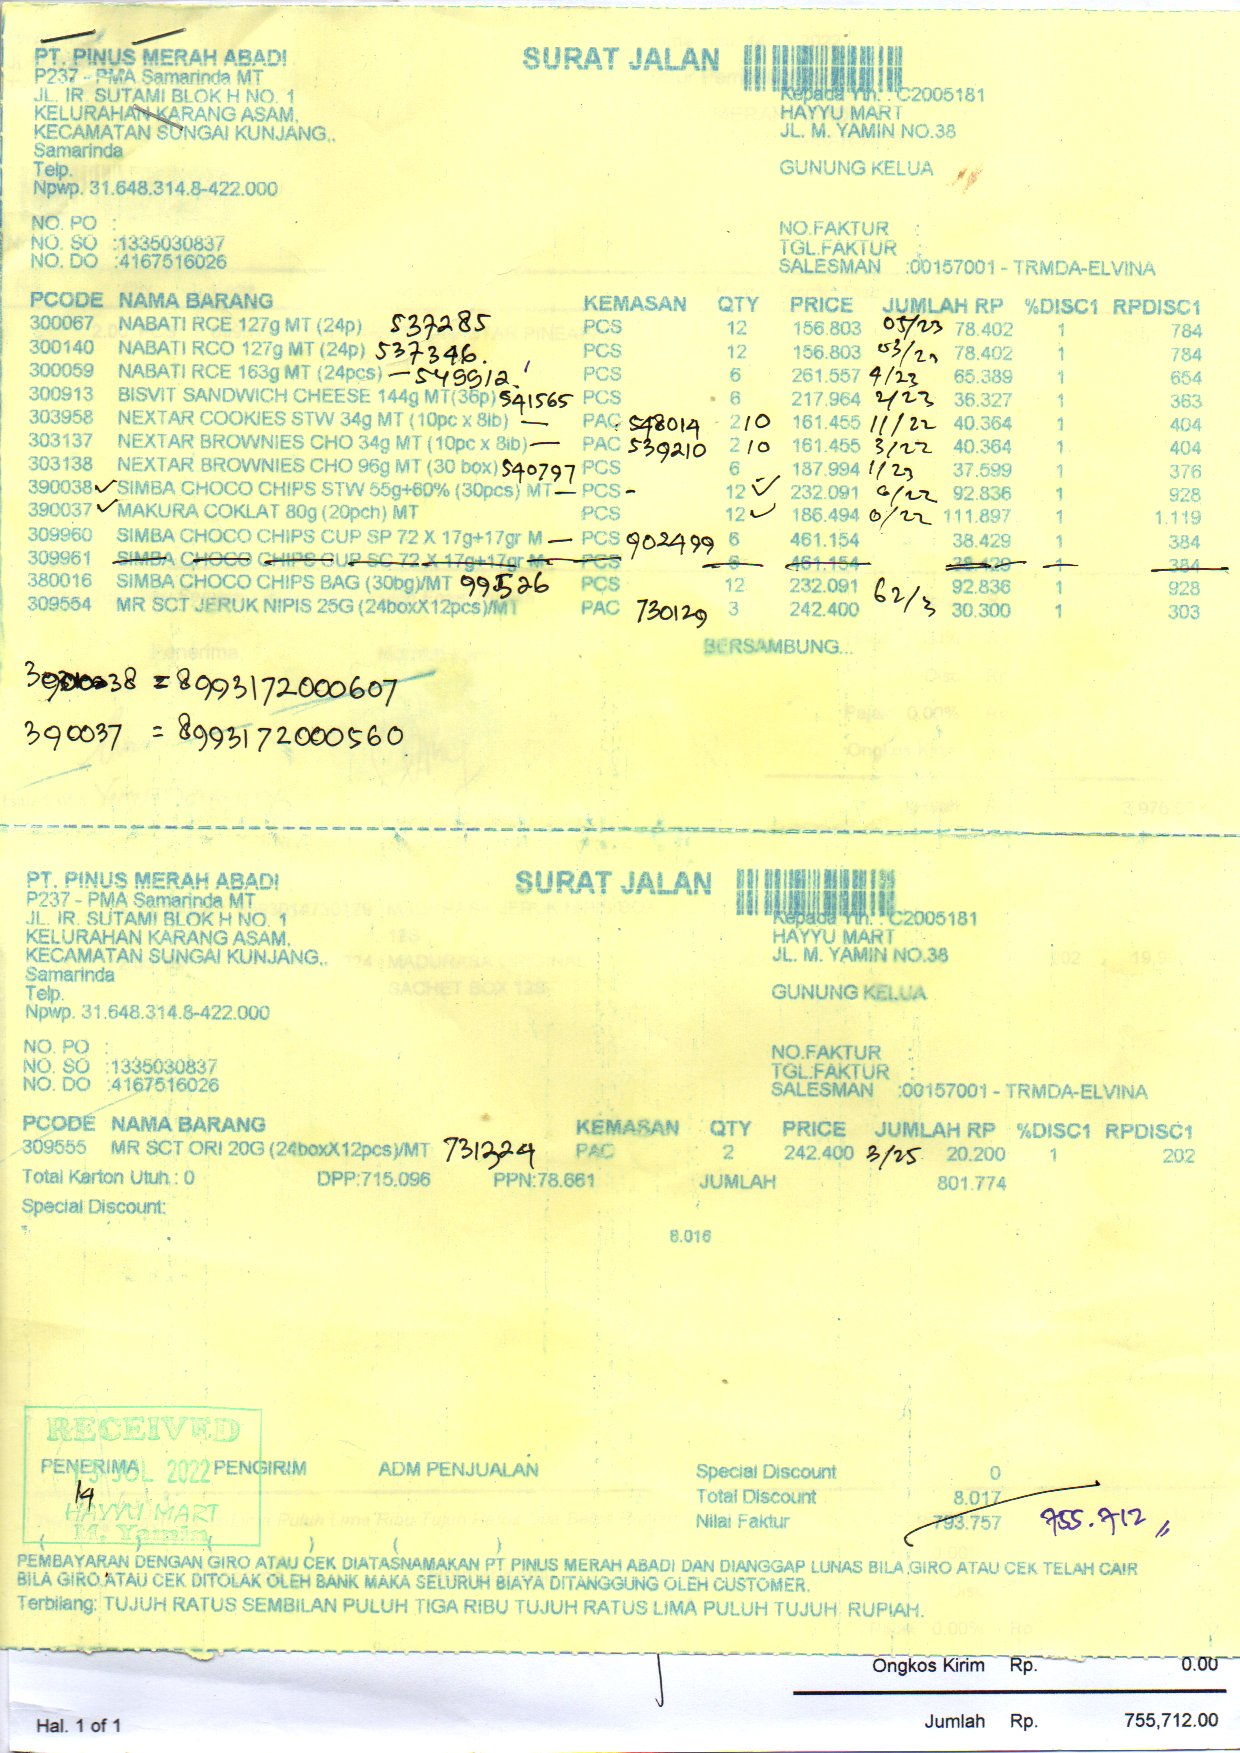 PT. PINUS MERAH ABADI
SURAT JALAN
P237 - PMA Samarinda MT
JL. IR. SUTAMI BLOK H NO. 1
Kepada Yth. : C2005181
KELURAHAN KARANG ASAM,
HAYYU MART
KECAMATAN SUNGAI KUNJANG,.
JL. M. YAMIN NO.38
Samarinda
Telp.
GUNUNG KELUA
Npwp. 31.648.314.8-422.000
NO. PO :
NO.FAKTUR :
NO. SO :1335030837
TGL.FAKTUR :
NO. DO :4167516026
SALESMAN :00157001 - TRMDA-ELVINA
PCODE NAMA BARANG KEMASAN QTY PRICE JUMLAH RP %DISC1 RPDISC1
300067 NABATI RCE 127g MT (24p) 537285 PCS 12 156.803 05/23 78.402 1 784
300140 NABATI RCO 127g MT (24p) 537346. PCS 12 156.803 03/23 78.402 1 784
300059 NABATI RCE 163g MT (24pcs) - 549912. PCS 6 261.557 4/23 65.389 1 654
300913 BISVIT SANDWICH CHEESE 144g MT(36p) 541565 PCS 6 217.964 2/23 36.327 1 363
303958 NEXTAR COOKIES STW 34g MT (10pc x 8ib) — PAC 548014 2 10 161.455 11/22 40.364 1 404
303137 NEXTAR BROWNIES CHO 34g MT (10pc x 8ib) — PAC 539210 2 10 161.455 3/22 40.364 1 404
303138 NEXTAR BROWNIES CHO 96g MT (30 box) 540797 PCS 6 187.994 1/23 37.599 1 376
390038 ✓ SIMBA CHOCO CHIPS STW 55g+60% (30pcs) MT — PCS - 12 ✓ 232.091 92.836 1 928
390037 ✓ MAKURA COKLAT 80g (20pch) MT PCS 12 ✓ 186.494 111.897 1 1.119
309960 SIMBA CHOCO CHIPS CUP SP 72 X 17g+17gr M — PCS 902499 6 461.154 38.429 1 384
309961 SIMBA CHOCO CHIPS CUP SC 72 X 17g+17gr M PCS 6 461.154 38.429 1 384
380016 SIMBA CHOCO CHIPS BAG (30bg)/MT 99526 PCS 12 232.091 92.836 1 928
309554 MR SCT JERUK NIPIS 25G (24boxX12pcs)/MT PAC 730129 3 242.400 30.300 1 303
BERSAMBUNG...
390038 = 8993172000607
390037 = 8993172000560
PT. PINUS MERAH ABADI
SURAT JALAN
P237 - PMA Samarinda MT
JL. IR. SUTAMI BLOK H NO. 1
Kepada Yth. : C2005181
KELURAHAN KARANG ASAM,
HAYYU MART
KECAMATAN SUNGAI KUNJANG,.
JL. M. YAMIN NO.38
Samarinda
Telp.
GUNUNG KELUA
Npwp. 31.648.314.8-422.000
NO. PO :
NO.FAKTUR :
NO. SO :1335030837
TGL.FAKTUR :
NO. DO :4167516026
SALESMAN :00157001 - TRMDA-ELVINA
PCODE NAMA BARANG KEMASAN QTY PRICE JUMLAH RP %DISC1 RPDISC1
309555 MR SCT ORI 20G (24boxX12pcs)/MT 731224 PAC 2 242.400 3/25 20.200 1 202
Total Karton Utuh : 0 DPP:715.096 PPN:78.661 JUMLAH 801.774
Special Discount:
8.016
RECEIVED
PENERIMA JUL 2022 PENGIRIM ADM PENJUALAN
14
HAYYU MART
M. Yamin
Special Discount 0
Total Discount 8.017
Nilai Faktur 793.757 755.712
PEMBAYARAN DENGAN GIRO ATAU CEK DIATASNAMAKAN PT PINUS MERAH ABADI DAN DIANGGAP LUNAS BILA GIRO ATAU CEK TELAH CAIR
BILA GIRO ATAU CEK DITOLAK OLEH BANK MAKA SELURUH BIAYA DITANGGUNG OLEH CUSTOMER.
Terbilang: TUJUH RATUS SEMBILAN PULUH TIGA RIBU TUJUH RATUS LIMA PULUH TUJUH RUPIAH.
Ongkos Kirim Rp. 0.00
Hal. 1 of 1
Jumlah Rp. 755,712.00